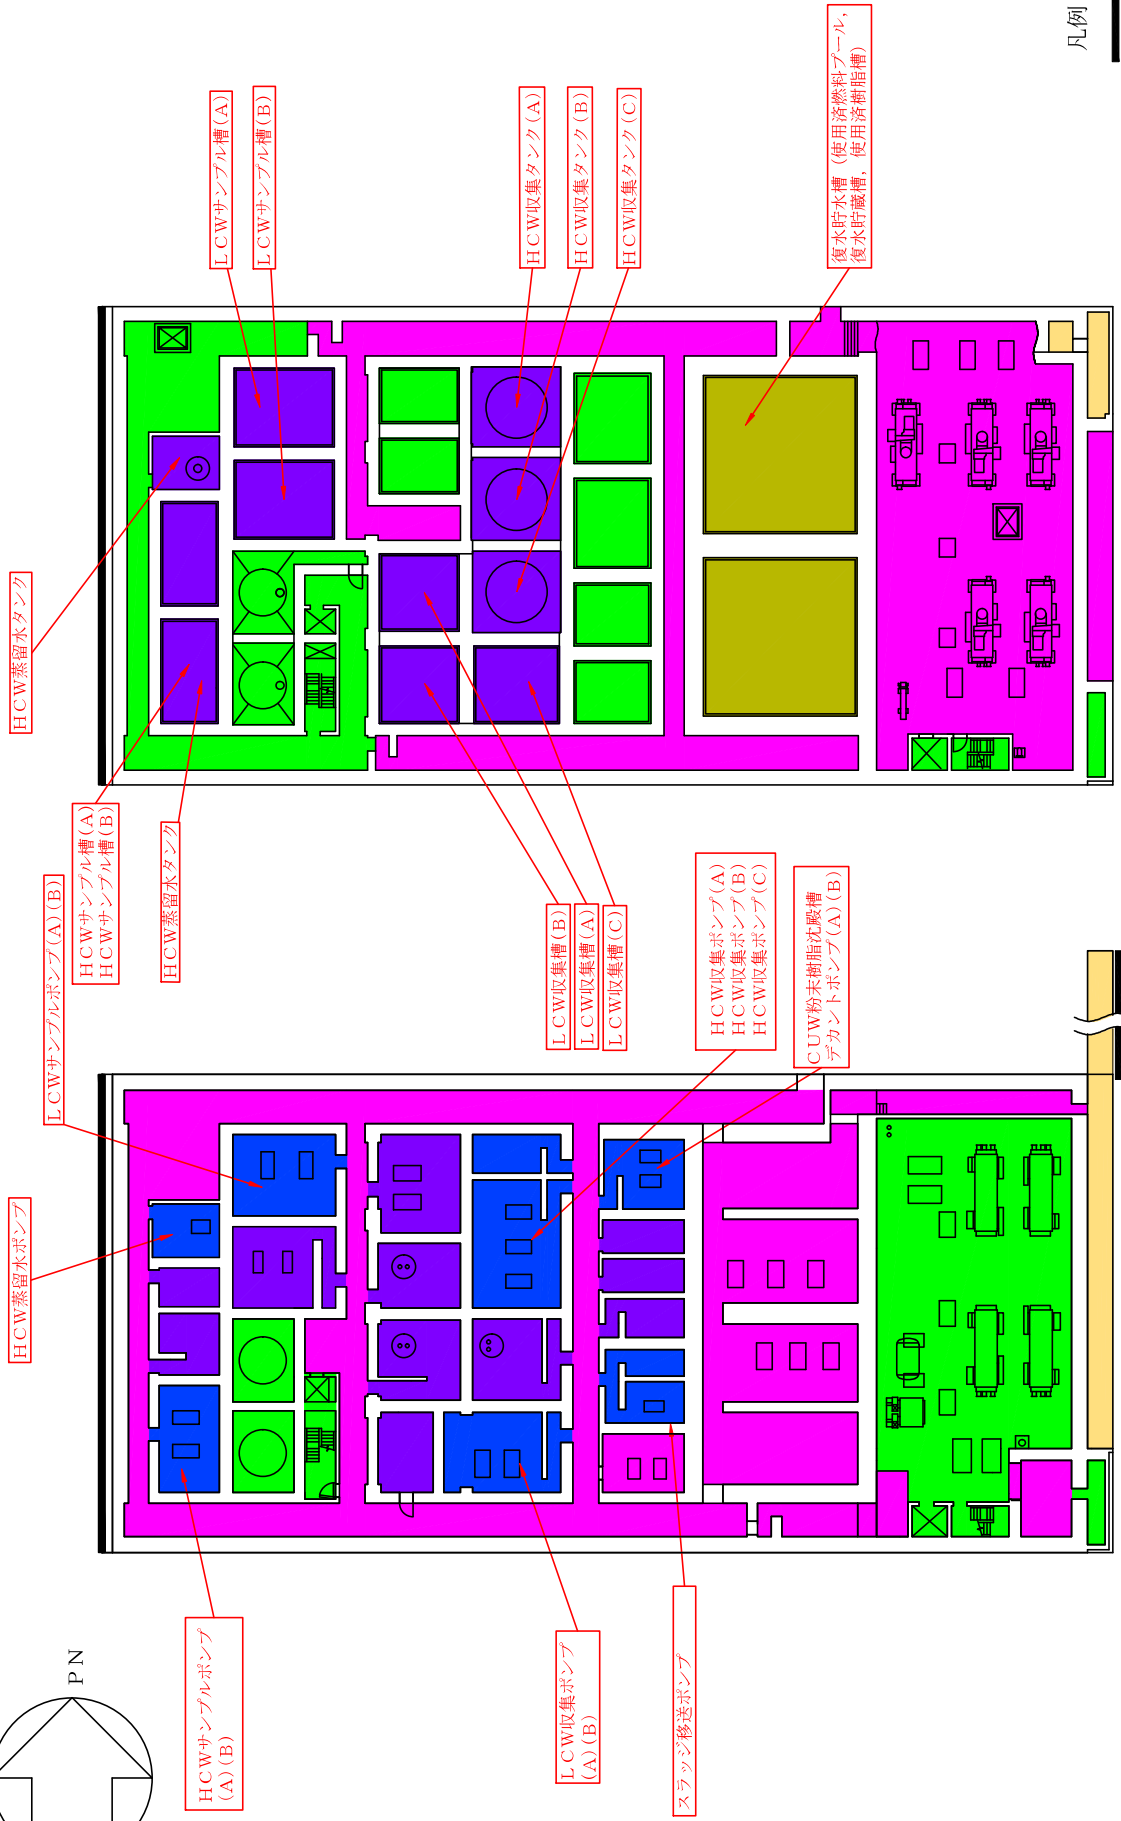 凡例
LCWサンプル槽(A)
LCWサンプル槽(B)
HCW収集タンク(A)
HCW収集タンク(B)
HCW収集タンク(C)
復水貯水槽（使用済燃料プール，
復水貯蔵槽，使用済樹脂槽）
HCW蒸留水タンク
HCWサンプル槽(A)
HCWサンプル槽(B)
HCW蒸留水タンク
LCW収集槽(B)
LCW収集槽(A)
LCW収集槽(C)
LCWサンプルポンプ(A)(B)
HCW収集ポンプ(A)
HCW収集ポンプ(B)
HCW収集ポンプ(C)
CUW粉末樹脂沈殿槽
デカントポンプ(A)(B)
HCW蒸留水ポンプ
PN
HCWサンプルポンプ
(A)(B)
LCW収集ポンプ
(A)(B)
スラッジ移送ポンプ